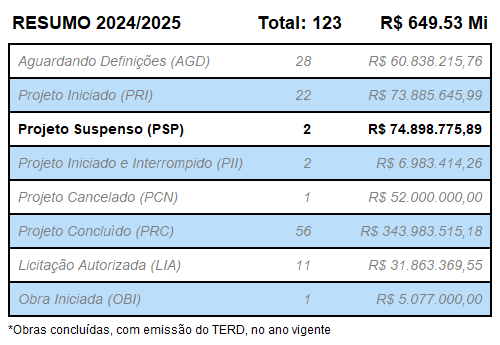 RESUMO 2024/2025 Total: 123 R$ 649.53 Mi
Aguardando Definições (AGD) 28 R$ 60.838.215,76
Projeto Iniciado (PRI) 22 R$ 73.885.645,99
Projeto Suspenso (PSP) 2 R$ 74.898.775,89
Projeto Iniciado e Interrompido (PII) 2 R$ 6.983.414,26
Projeto Cancelado (PCN) 1 R$ 52.000.000,00
Projeto Concluído (PRC) 56 R$ 343.983.515,18
Licitação Autorizada (LIA) 11 R$ 31.863.369,55
Obra Iniciada (OBI) 1 R$ 5.077.000,00
*Obras concluídas, com emissão do TERD, no ano vigente